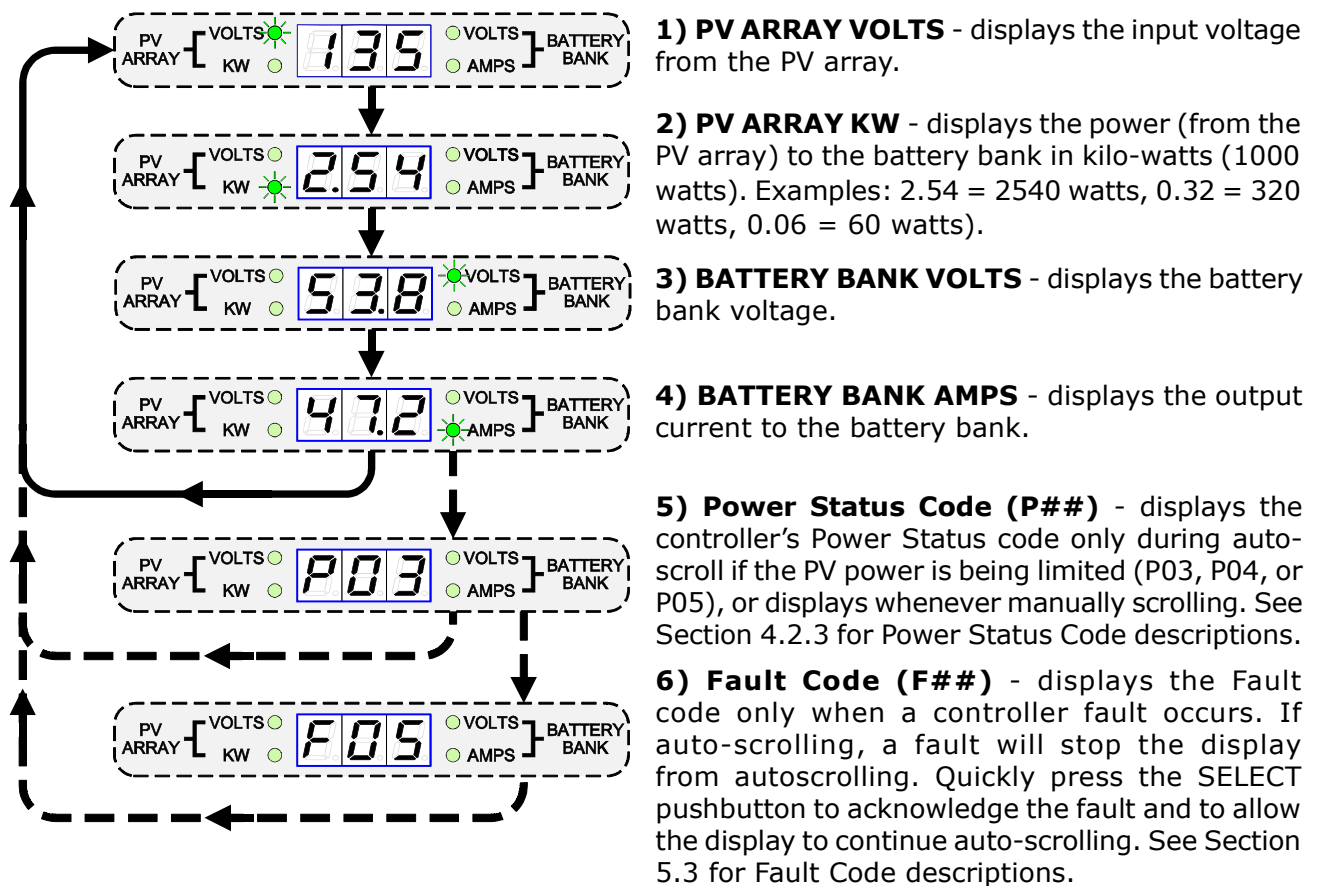 PV ARRAY VOLTS KW 135 VOLTS AMPS BATTERY BANK
1) PV ARRAY VOLTS - displays the input voltage
from the PV array.
PV ARRAY VOLTS KW 2.54 VOLTS AMPS BATTERY BANK
2) PV ARRAY KW - displays the power (from the
PV array) to the battery bank in kilo-watts (1000
watts). Examples: 2.54 = 2540 watts, 0.32 = 320
watts, 0.06 = 60 watts).
PV ARRAY VOLTS KW 53.8 VOLTS AMPS BATTERY BANK
3) BATTERY BANK VOLTS - displays the battery
bank voltage.
PV ARRAY VOLTS KW 47.2 VOLTS AMPS BATTERY BANK
4) BATTERY BANK AMPS - displays the output
current to the battery bank.
PV ARRAY VOLTS KW P03 VOLTS AMPS BATTERY BANK
5) Power Status Code (P##) - displays the
controller’s Power Status code only during auto-
scroll if the PV power is being limited (P03, P04, or
P05), or displays whenever manually scrolling. See
Section 4.2.3 for Power Status Code descriptions.
PV ARRAY VOLTS KW F05 VOLTS AMPS BATTERY BANK
6) Fault Code (F##) - displays the Fault
code only when a controller fault occurs. If
auto-scrolling, a fault will stop the display
from autoscrolling. Quickly press the SELECT
pushbutton to acknowledge the fault and to allow
the display to continue auto-scrolling. See Section
5.3 for Fault Code descriptions.